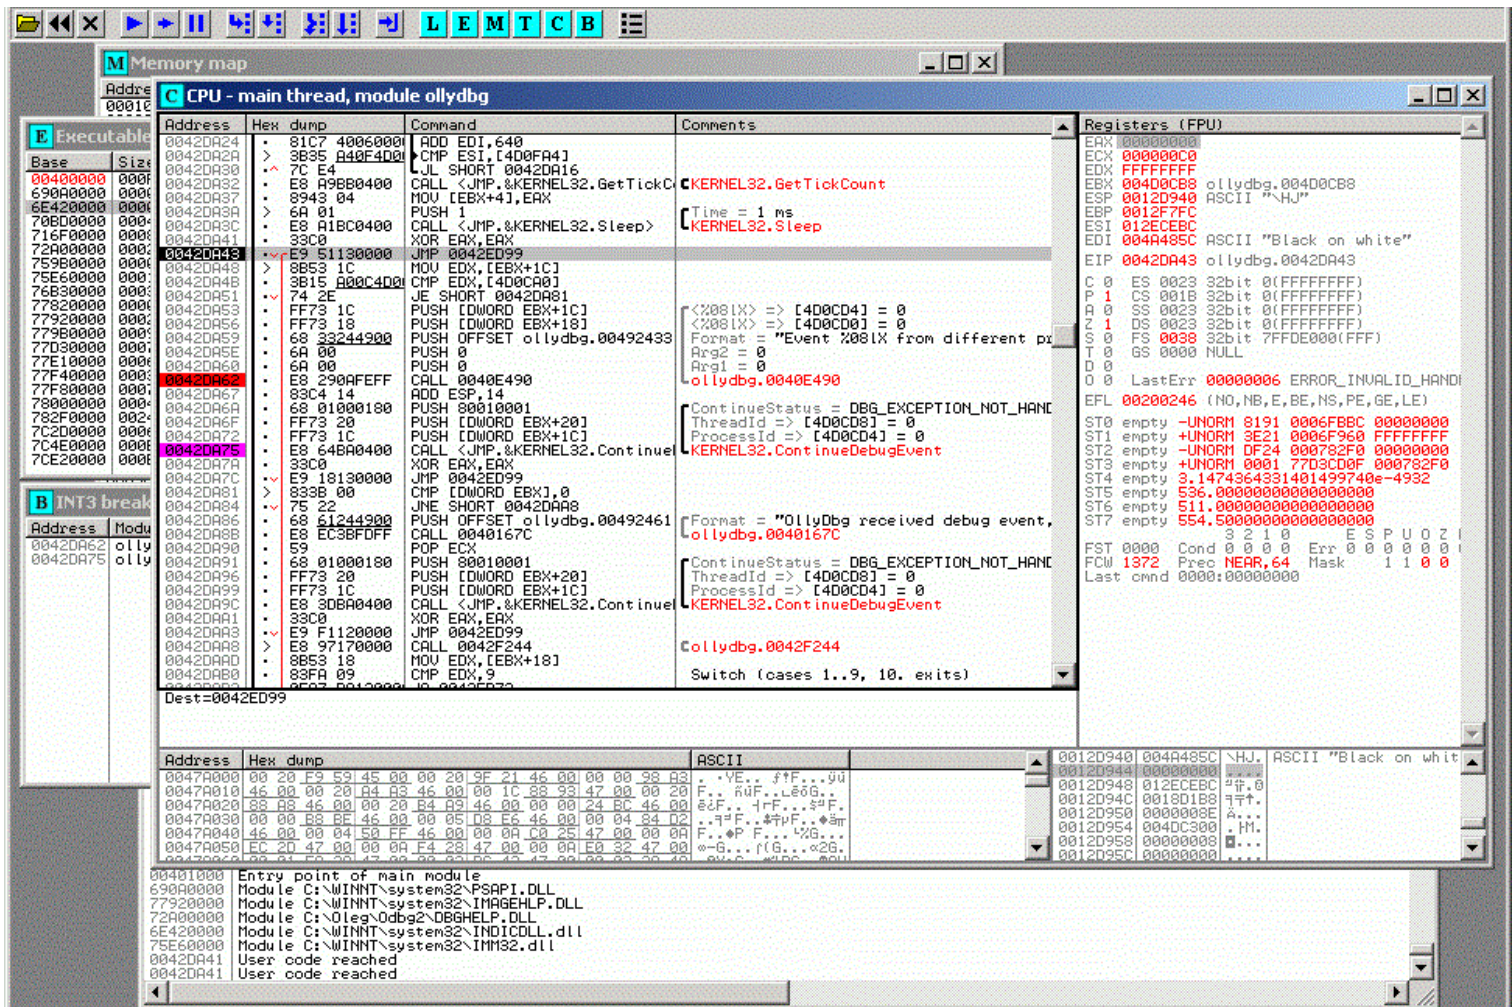 L E M T C B
M Memory map
Addre
00010
C CPU - main thread, module ollydbg
E Executable
Base Size
00400000 000F
690A0000 000
6E420000 000
70BD0000 000
716F0000 000
72A00000 000
759B0000 000
75E60000 000
76B30000 000
77820000 000
77920000 000
779B0000 000
77D30000 000
77E10000 000
77F40000 000
77F80000 000
78000000 000
782F0000 0024
7C2D0000 000
7C4E0000 000
7CE20000 000
B INT3 break
Address Modu
0042DA62 olly
0042DA75 olly
Address Hex dump Command Comments
0042DA24 · 81C7 40060000 ADD EDI,640
0042DA2A > 3B35 A40F4D00 CMP ESI,[4D0FA4]
0042DA30 ·^ 7C E4 JL SHORT 0042DA16
0042DA32 · E8 A9BB0400 CALL <JMP.&KERNEL32.GetTickC KERNEL32.GetTickCount
0042DA37 · 8943 04 MOV [EBX+4],EAX
0042DA3A > 6A 01 PUSH 1 Time = 1 ms
0042DA3C · E8 A1BC0400 CALL <JMP.&KERNEL32.Sleep> KERNEL32.Sleep
0042DA41 · 33C0 XOR EAX,EAX
0042DA43 ·v E9 51130000 JMP 0042ED99
0042DA48 > 8B53 1C MOV EDX,[EBX+1C]
0042DA4B · 3B15 A00C4D00 CMP EDX,[4D0CA0]
0042DA51 ·v 74 2E JE SHORT 0042DA81
0042DA53 · FF73 1C PUSH [DWORD EBX+1C] <%08lX> => [4D0CD4] = 0
0042DA56 · FF73 18 PUSH [DWORD EBX+18] <%08lX> => [4D0CD0] = 0
0042DA59 · 68 33244900 PUSH OFFSET ollydbg.00492433 Format = "Event %08lX from different pr
0042DA5E · 6A 00 PUSH 0 Arg2 = 0
0042DA60 · 6A 00 PUSH 0 Arg1 = 0
0042DA62 · E8 290AFEFF CALL 0040E490 ollydbg.0040E490
0042DA67 · 83C4 14 ADD ESP,14
0042DA6A · 68 01000180 PUSH 80010001 ContinueStatus = DBG_EXCEPTION_NOT_HAND
0042DA6F · FF73 20 PUSH [DWORD EBX+20] ThreadId => [4D0CD8] = 0
0042DA72 · FF73 1C PUSH [DWORD EBX+1C] ProcessId => [4D0CD4] = 0
0042DA75 · E8 64BA0400 CALL <JMP.&KERNEL32.Continue KERNEL32.ContinueDebugEvent
0042DA7A · 33C0 XOR EAX,EAX
0042DA7C ·v E9 18130000 JMP 0042ED99
0042DA81 > 833B 00 CMP [DWORD EBX],0
0042DA84 ·v 75 22 JNE SHORT 0042DAA8
0042DA86 · 68 61244900 PUSH OFFSET ollydbg.00492461 Format = "OllyDbg received debug event,
0042DA8B · E8 EC3BFDFF CALL 0040167C ollydbg.0040167C
0042DA90 · 59 POP ECX
0042DA91 · 68 01000180 PUSH 80010001 ContinueStatus = DBG_EXCEPTION_NOT_HAND
0042DA96 · FF73 20 PUSH [DWORD EBX+20] ThreadId => [4D0CD8] = 0
0042DA99 · FF73 1C PUSH [DWORD EBX+1C] ProcessId => [4D0CD4] = 0
0042DA9C · E8 3DBA0400 CALL <JMP.&KERNEL32.Continue KERNEL32.ContinueDebugEvent
0042DAA1 · 33C0 XOR EAX,EAX
0042DAA3 ·v E9 F1120000 JMP 0042ED99
0042DAA8 > E8 97170000 CALL 0042F244 ollydbg.0042F244
0042DAAD · 8B53 18 MOV EDX,[EBX+18]
0042DAB0 · 83FA 09 CMP EDX,9 Switch (cases 1..9, 10. exits)
Dest=0042ED99
Registers (FPU)
EAX 00000000
ECX 000000C0
EDX FFFFFFFF
EBX 004D0CB8 ollydbg.004D0CB8
ESP 0012D940 ASCII "\HJ"
EBP 0012F7FC
ESI 012ECEBC
EDI 004A485C ASCII "Black on white"
EIP 0042DA43 ollydbg.0042DA43
C 0 ES 0023 32bit 0(FFFFFFFF)
P 1 CS 001B 32bit 0(FFFFFFFF)
A 0 SS 0023 32bit 0(FFFFFFFF)
Z 1 DS 0023 32bit 0(FFFFFFFF)
S 0 FS 0038 32bit 7FFDE000(FFF)
T 0 GS 0000 NULL
D 0
O 0 LastErr 00000006 ERROR_INVALID_HANDL
EFL 00200246 (NO,NB,E,BE,NS,PE,GE,LE)
ST0 empty -UNORM 8191 0006FBBC 00000000
ST1 empty +UNORM 3E21 0006F960 FFFFFFFF
ST2 empty -UNORM DF24 000782F0 00000000
ST3 empty +UNORM 0001 77D3CD0F 000782F0
ST4 empty 3.1474364331401499740e-4932
ST5 empty 536.00000000000000000
ST6 empty 511.00000000000000000
ST7 empty 554.50000000000000000
3 2 1 0 E S P U O Z
FST 0000 Cond 0 0 0 0 Err 0 0 0 0 0 0
FCW 1372 Prec NEAR,64 Mask 1 1 0 0
Last cmnd 0000:00000000
Address Hex dump ASCII
0047A000 00 20 F9 59 45 00 00 20 9F 21 46 00 00 00 98 A3
0047A010 46 00 00 20 A4 A3 46 00 00 1C 88 93 47 00 00 20
0047A020 88 A8 46 00 00 20 B4 A9 46 00 00 00 24 BC 46 00
0047A030 00 00 B8 BE 46 00 00 05 D8 E6 46 00 00 04 84 D2
0047A040 46 00 00 04 50 FF 46 00 00 0A C0 25 47 00 00 0A
0047A050 EC 2D 47 00 00 0A F4 28 47 00 00 0A E0 32 47 00
0012D940 004A485C \HJ. ASCII "Black on whit
0012D944 00000000 ....
0012D948 012ECEBC
0012D94C 0018D1B8
0012D950 0000008E
0012D954 004DC300
0012D958 00000008
0012D95C 00000000 ....
00401000 Entry point of main module
690A0000 Module C:\WINNT\system32\PSAPI.DLL
77920000 Module C:\WINNT\system32\IMAGEHLP.DLL
72A00000 Module C:\Oleg\Odbg2\DBGHELP.DLL
6E420000 Module C:\WINNT\system32\INDICDLL.dll
75E60000 Module C:\WINNT\system32\IMM32.dll
0042DA41 User code reached
0042DA41 User code reached